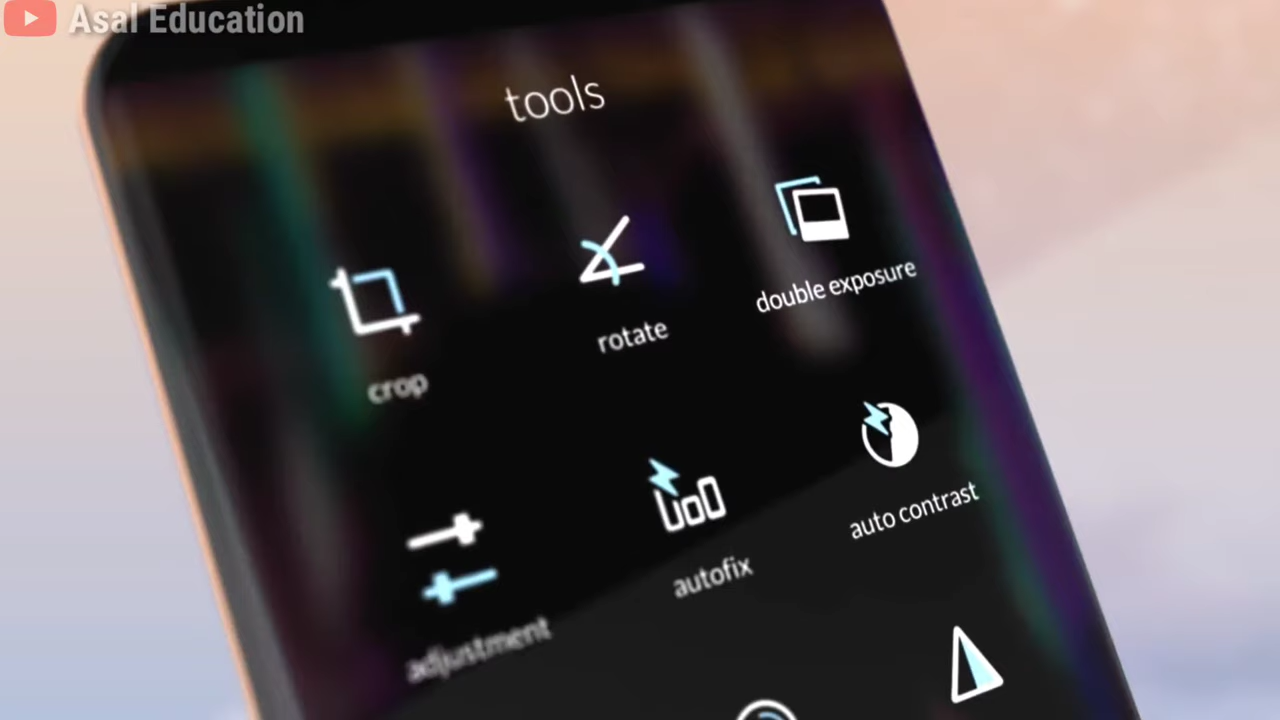 Asal Education
tools
crop
rotate
double exposure
adjustment
autofix
auto contrast